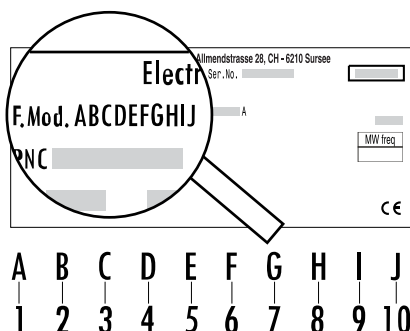 Allmendstrasse 28, CH - 6210 Sursee
Electr
Ser.No.
F.Mod. ABCDEFGHIJ
A
PNC
MW freq
CE
A B C D E F G H I J
1 2 3 4 5 6 7 8 9 10